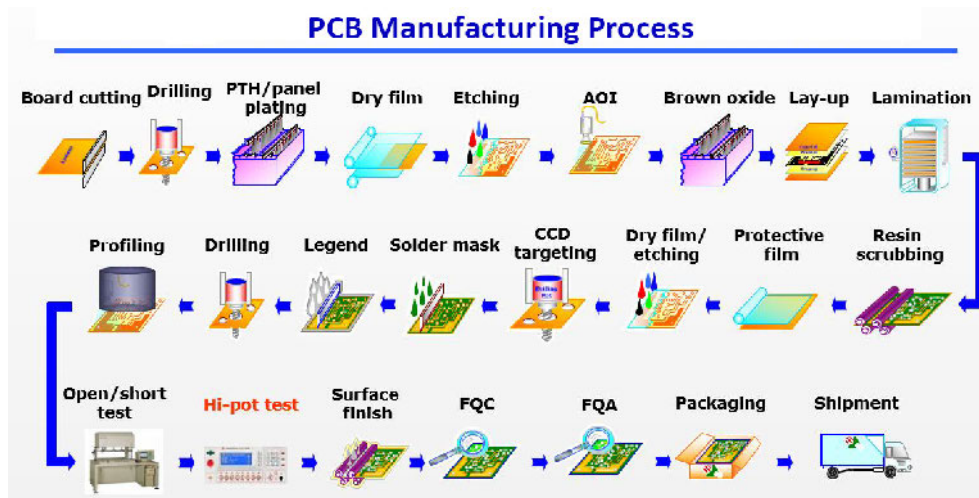 PCB Manufacturing Process
Board cutting
Drilling
PTH/panel
plating
Dry film
Etching
AOI
Brown oxide
Lay-up
Lamination
Profiling
Drilling
Legend
Solder mask
CCD
targeting
Dry film/
etching
Protective
film
Resin
scrubbing
Open/short
test
Hi-pot test
Surface
finish
FQC
FQA
Packaging
Shipment